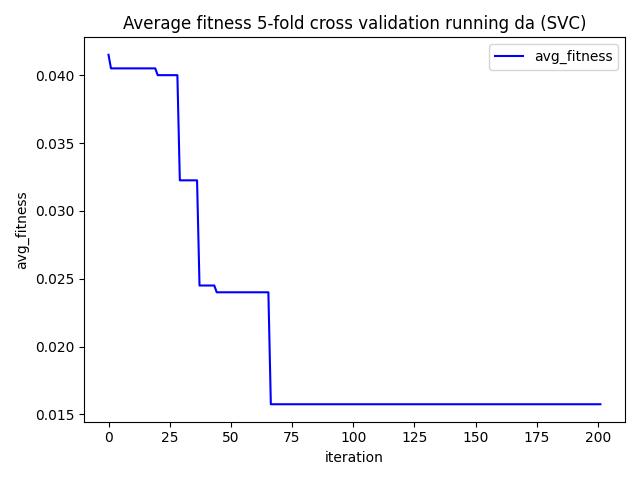 Average fitness 5-fold cross validation running da (SVC)
avg_fitness
0.040
0.035
0.030
0.025
0.020
0.015
avg_fitness
0 25 50 75 100 125 150 175 200
iteration